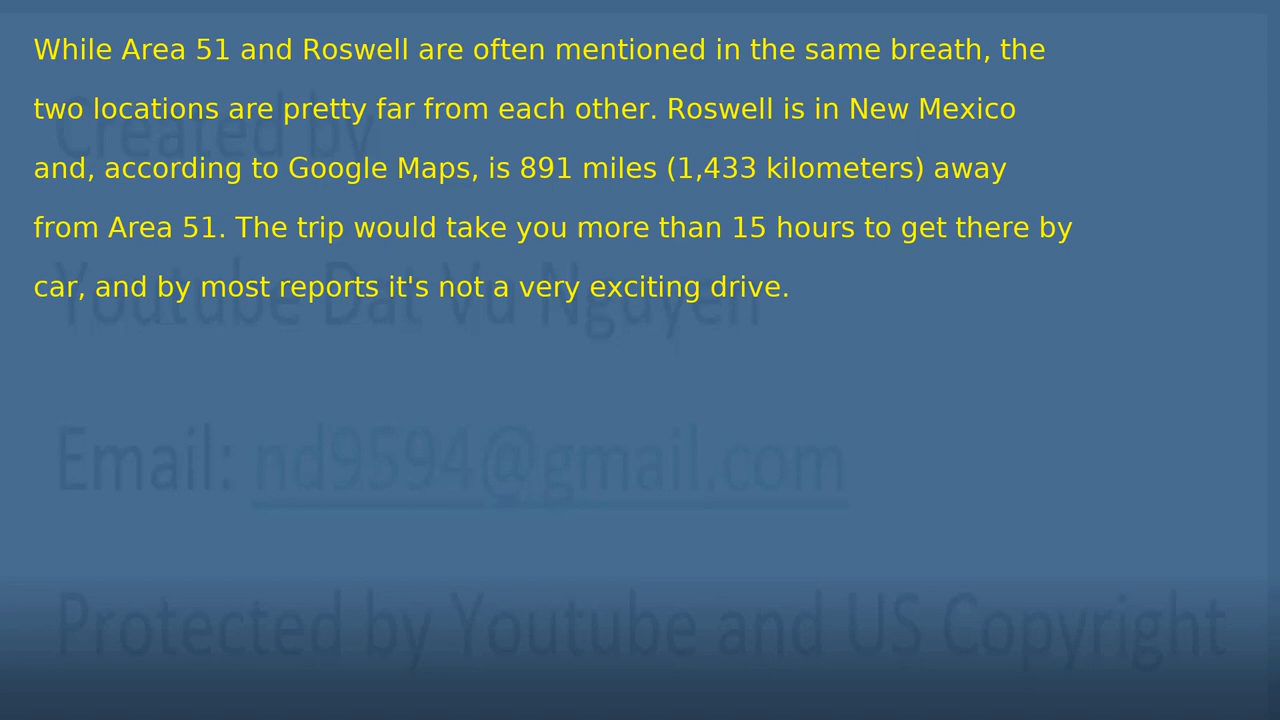 While Area 51 and Roswell are often mentioned in the same breath, the
two locations are pretty far from each other. Roswell is in New Mexico
and, according to Google Maps, is 891 miles (1,433 kilometers) away
from Area 51. The trip would take you more than 15 hours to get there by
car, and by most reports it's not a very exciting drive.
Created by
Youtube Dat Vu Nguyen
Email: nd9594@gmail.com
Protected by Youtube and US Copyright